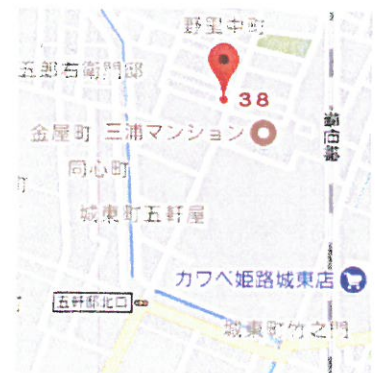 野里中町
五郎右衛門邸
38
金屋町
三浦マンション
同心町
城東町五軒屋
カワベ姫路城東店
五軒邸北口
城東町竹之門
町